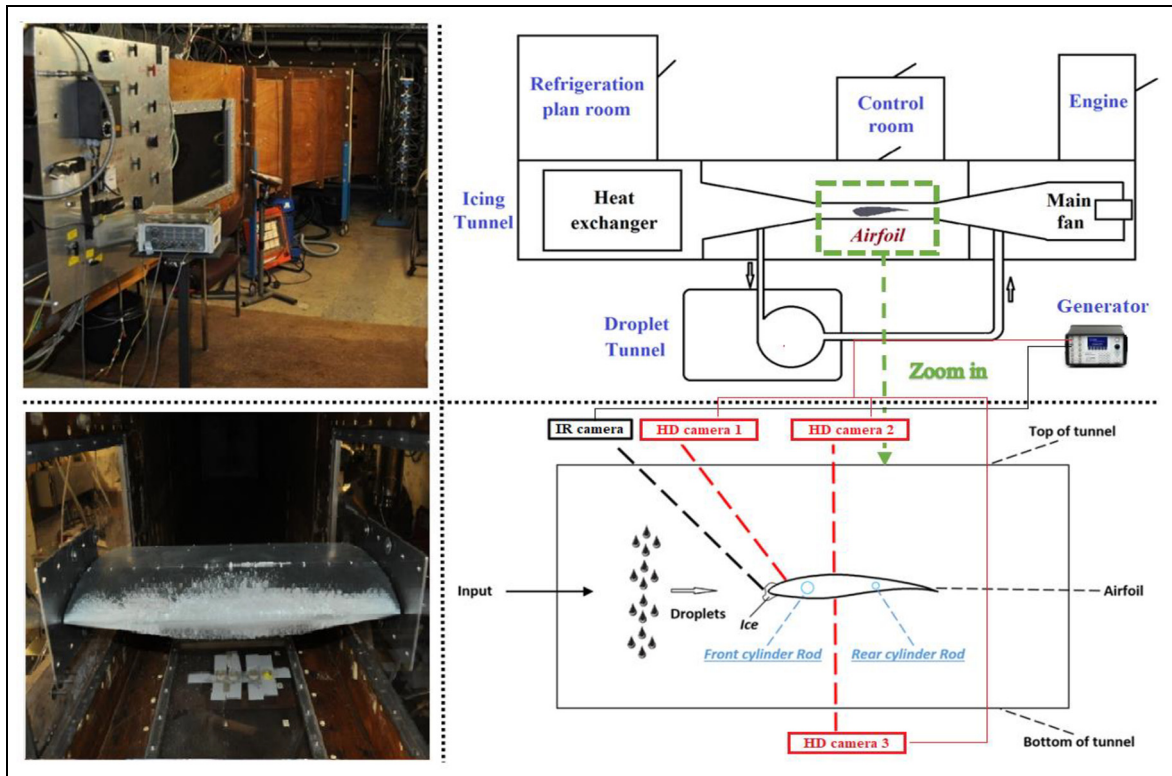 Refrigeration
plan room
Control
room
Engine
Icing
Tunnel
Heat
exchanger
Airfoil
Main
fan
Droplet
Tunnel
Generator
Zoom in
IR camera
HD camera 1
HD camera 2
Top of tunnel
Input
Droplets
Ice
Airfoil
Front cylinder Rod
Rear cylinder Rod
HD camera 3
Bottom of tunnel